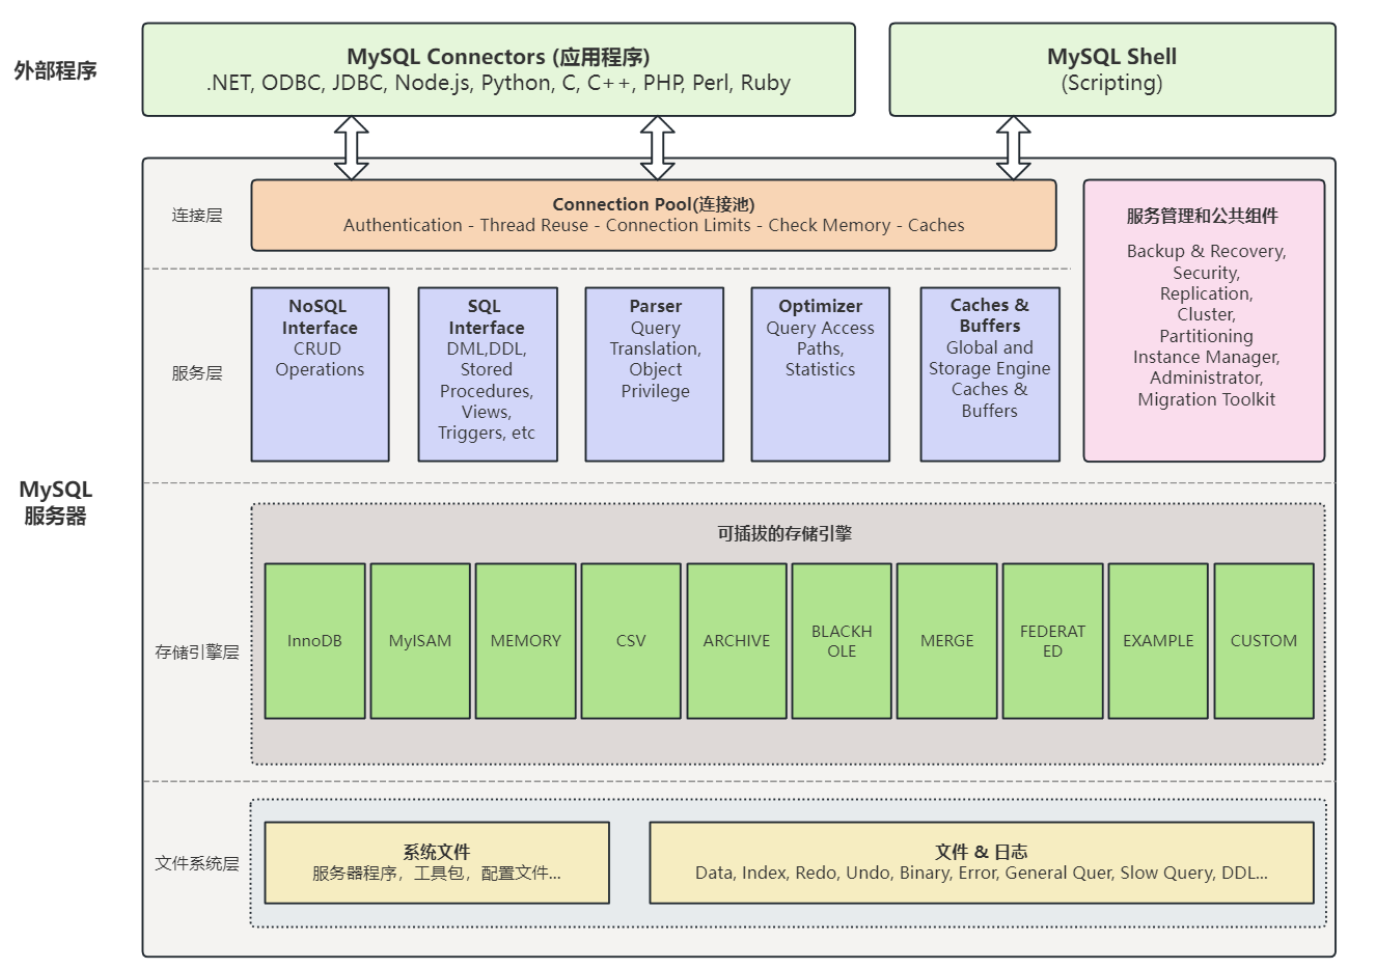 外部程序
MySQL Connectors (应用程序)
.NET, ODBC, JDBC, Node.js, Python, C, C++, PHP, Perl, Ruby
MySQL Shell
(Scripting)
MySQL
服务器
连接层
Connection Pool(连接池)
Authentication - Thread Reuse - Connection Limits - Check Memory - Caches
服务管理和公共组件
Backup & Recovery,
Security,
Replication,
Cluster,
Partitioning
Instance Manager,
Administrator,
Migration Toolkit
服务层
NoSQL
Interface
CRUD
Operations
SQL
Interface
DML,DDL,
Stored
Procedures,
Views,
Triggers, etc
Parser
Query
Translation,
Object
Privilege
Optimizer
Query Access
Paths,
Statistics
Caches &
Buffers
Global and
Storage Engine
Caches &
Buffers
存储引擎层
可插拔的存储引擎
InnoDB
MyISAM
MEMORY
CSV
ARCHIVE
BLACKH
OLE
MERGE
FEDERAT
ED
EXAMPLE
CUSTOM
文件系统层
系统文件
服务器程序，工具包，配置文件...
文件 & 日志
Data, Index, Redo, Undo, Binary, Error, General Quer, Slow Query, DDL...